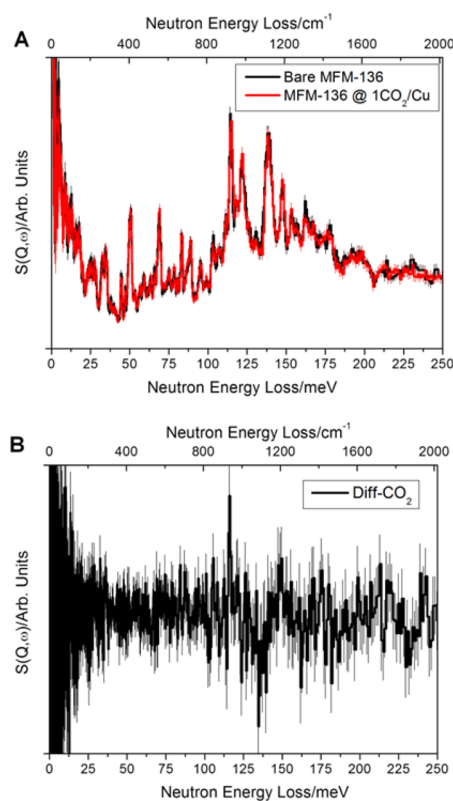 A
Neutron Energy Loss/cm⁻¹
0 400 800 1200 1600 2000
Bare MFM-136
MFM-136 @ 1CO₂/Cu
S(Q,ω)/Arb. Units
0 25 50 75 100 125 150 175 200 225 250
Neutron Energy Loss/meV
B
Neutron Energy Loss/cm⁻¹
0 400 800 1200 1600 2000
Diff-CO₂
S(Q,ω)/Arb. Units
0 25 50 75 100 125 150 175 200 225 250
Neutron Energy Loss/meV